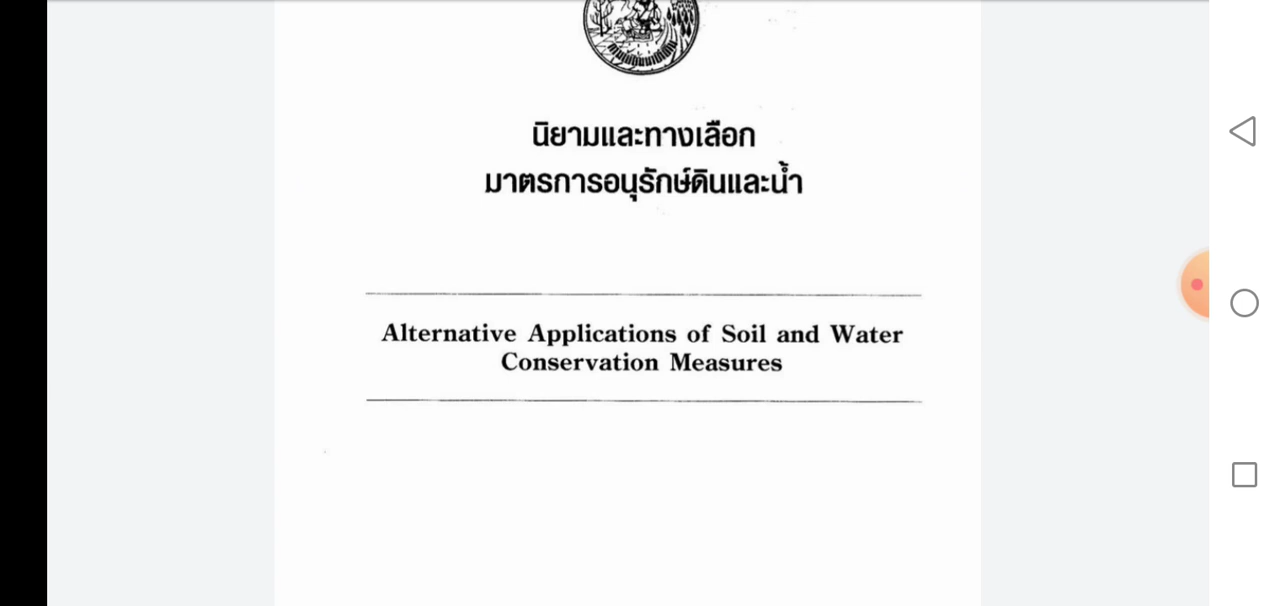 นิยามและทางเลือก
มาตรการอนุรักษ์ดินและน้ำ
Alternative Applications of Soil and Water
Conservation Measures